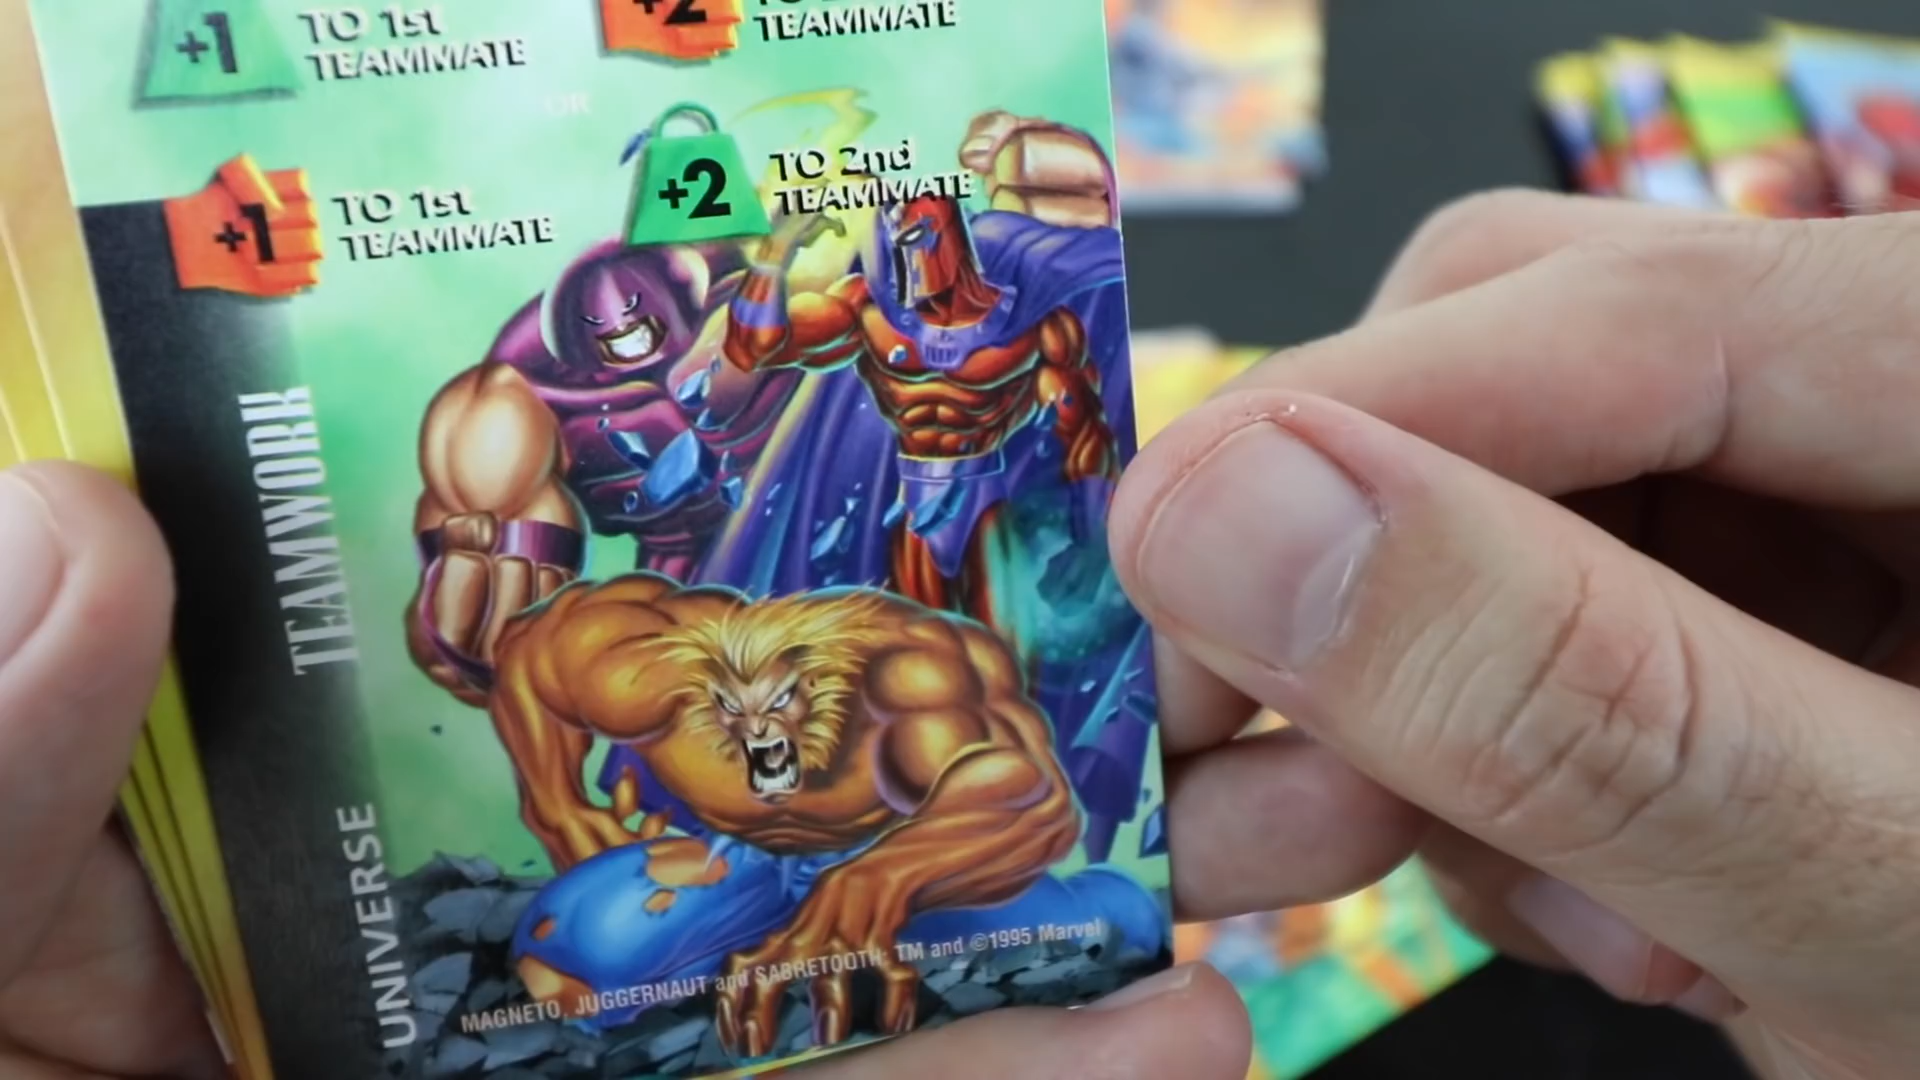 +1 TO 1st
TEAMMATE
+2
TEAMMATE
OR
+1 TO 1st
TEAMMATE
+2 TO 2nd
TEAMMATE
TEAMWORK
UNIVERSE
MAGNETO, JUGGERNAUT and SABRETOOTH: TM and ©1995 Marvel